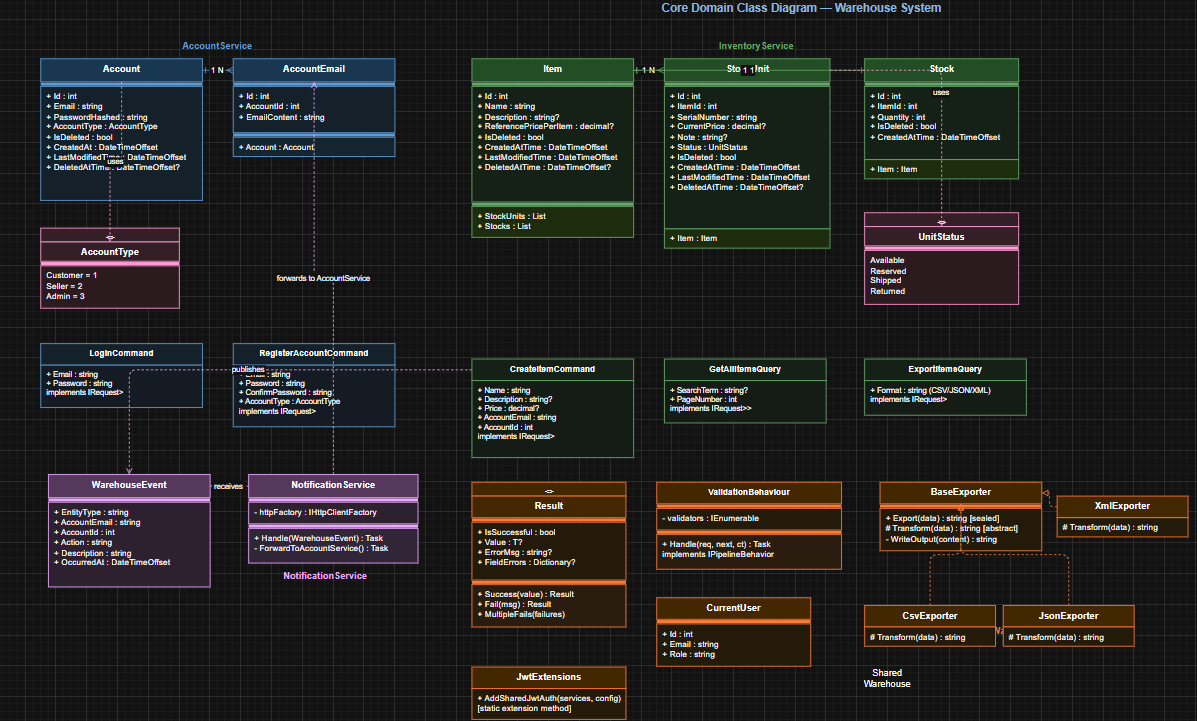 Core Domain Class Diagram — Warehouse System
AccountService
InventoryService
Account
+ Id : int
+ Email : string
+ PasswordHashed : string
+ AccountType : AccountType
+ IsDeleted : bool
+ CreatedAt : DateTimeOffset
+ LastModifiedTime : DateTimeOffset
+ DeletedAtTime : DateTimeOffset?
uses
1 N
AccountEmail
+ Id : int
+ AccountId : int
+ EmailContent : string
+ Account : Account
Item
+ Id : int
+ Name : string
+ Description : string?
+ ReferencePricePerItem : decimal?
+ IsDeleted : bool
+ CreatedAtTime : DateTimeOffset
+ LastModifiedTime : DateTimeOffset
+ DeletedAtTime : DateTimeOffset?
+ StockUnits : List
+ Stocks : List
1 N
1 1
+ Id : int
+ ItemId : int
+ SerialNumber : string
+ CurrentPrice : decimal?
+ Note : string?
+ Status : UnitStatus
+ IsDeleted : bool
+ CreatedAtTime : DateTimeOffset
+ LastModifiedTime : DateTimeOffset
+ DeletedAtTime : DateTimeOffset?
+ Item : Item
Stock
uses
+ Id : int
+ ItemId : int
+ Quantity : int
+ IsDeleted : bool
+ CreatedAtTime : DateTimeOffset
+ Item : Item
AccountType
Customer = 1
Seller = 2
Admin = 3
UnitStatus
Available
Reserved
Shipped
Returned
forwards to AccountService
LoginCommand
+ Email : string
+ Password : string
implements IRequest>
RegisterAccountCommand
publishes
+ Email : string
+ Password : string
+ ConfirmPassword : string
+ AccountType : AccountType
implements IRequest>
CreateItemCommand
+ Name : string
+ Description : string?
+ Price : decimal?
+ AccountEmail : string
+ AccountId : int
implements IRequest>
GetAllItemsQuery
+ SearchTerm : string?
+ PageNumber : int
implements IRequest>>
ExportItemsQuery
+ Format : string (CSV/JSON/XML)
implements IRequest>
WarehouseEvent
+ EntityType : string
+ AccountEmail : string
+ AccountId : int
+ Action : string
+ Description : string
+ OccurredAt : DateTimeOffset
receives
NotificationService
- httpFactory : IHttpClientFactory
+ Handle(WarehouseEvent) : Task
- ForwardToAccountService() : Task
NotificationService
<>
Result
+ IsSuccessful : bool
+ Value : T?
+ ErrorMsg : string?
+ FieldErrors : Dictionary?
+ Success(value) : Result
+ Fail(msg) : Result
+ MultipleFails(failures)
ValidationBehaviour
- validators : IEnumerable
+ Handle(req, next, ct) : Task
implements IPipelineBehavior
BaseExporter
+ Export(data) : string [sealed]
# Transform(data) : string [abstract]
- WriteOutput(content) : string
XmlExporter
# Transform(data) : string
CurrentUser
+ Id : int
+ Email : string
+ Role : string
CsvExporter
# Transform(data) : string
JsonExporter
# Transform(data) : string
JwtExtensions
+ AddSharedJwtAuth(services, config)
[static extension method]
Shared
Warehouse